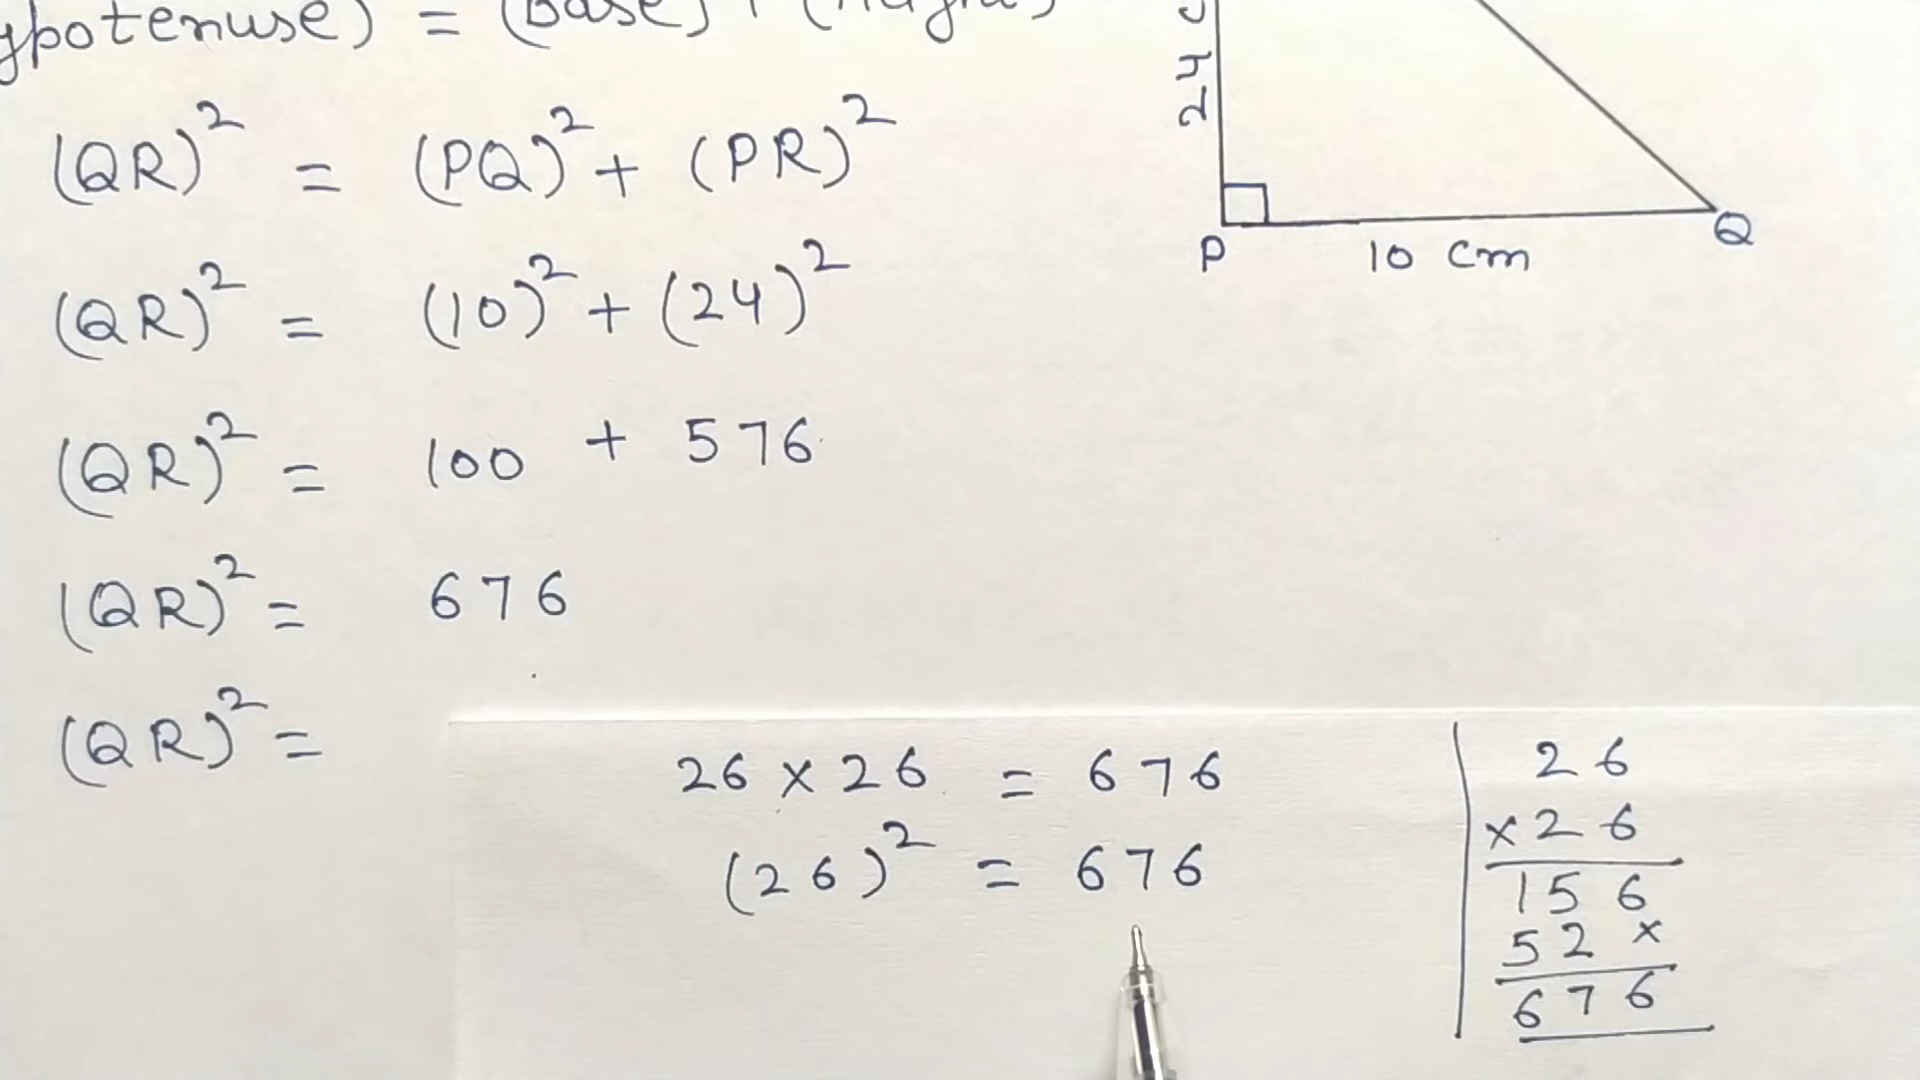 = (Base) + (
(QR)² = (PQ)² + (PR)²
(QR)² = (10)² + (24)²
(QR)² = 100 + 576
(QR)² = 676
(QR)² =
24 c
P
10 cm
Q
26 × 26 = 676
(26)² = 676
26
×26
156
52 ×
676